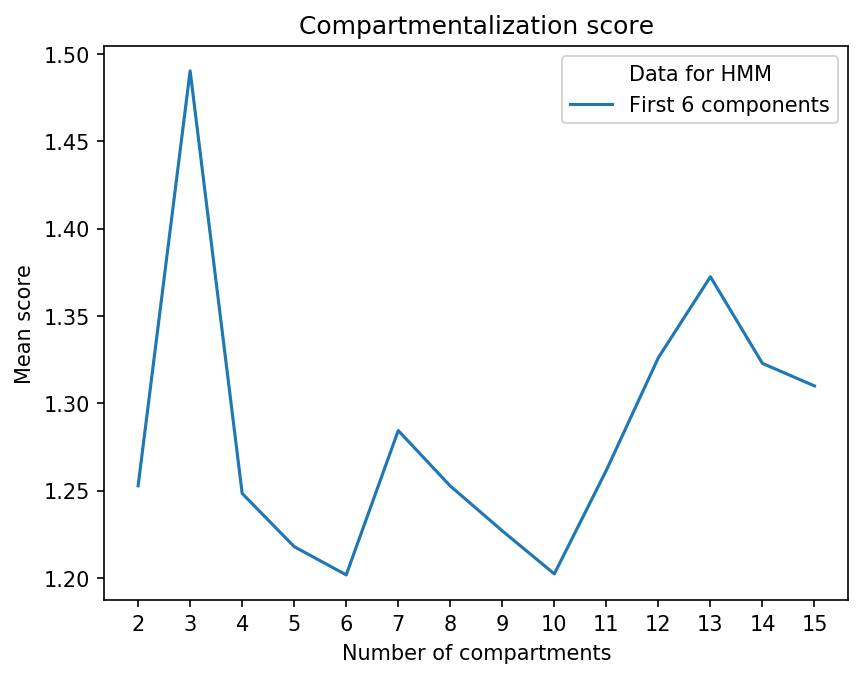 Compartmentalization score
Data for HMM
First 6 components
Mean score
1.50
1.45
1.40
1.35
1.30
1.25
1.20
2 3 4 5 6 7 8 9 10 11 12 13 14 15
Number of compartments